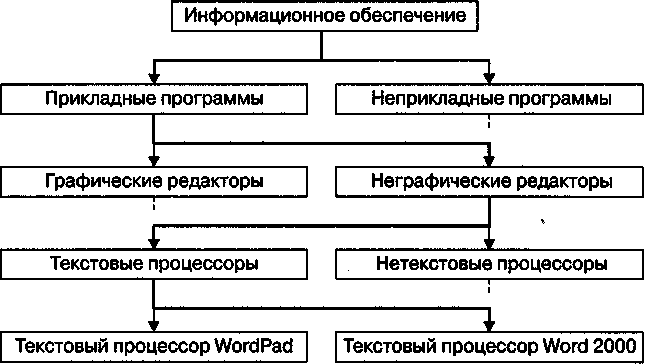 Информационное обеспечение
Прикладные программы
Неприкладные программы
Графические редакторы
Неграфические редакторы
Текстовые процессоры
Нетекстовые процессоры
Текстовый процессор WordPad
Текстовый процессор Word 2000